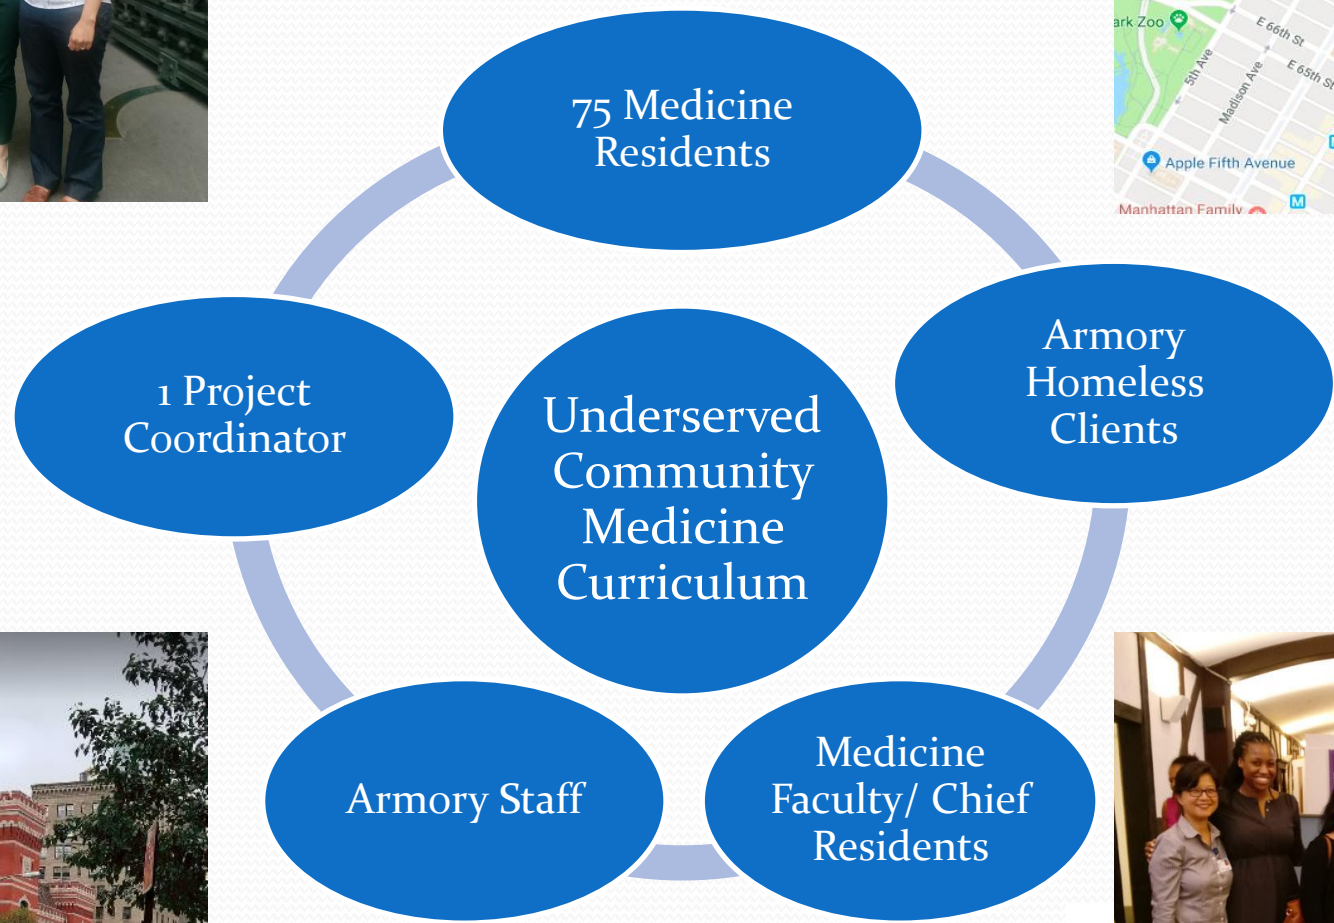 75 Medicine
Residents
ark Zoo
E 66th St
E 65th St
5th Ave
Madison Ave
Apple Fifth Avenue
M
Manhattan Family
Armory
Homeless
Clients
1 Project
Coordinator
Underserved
Community
Medicine
Curriculum
Armory Staff
Medicine
Faculty/ Chief
Residents